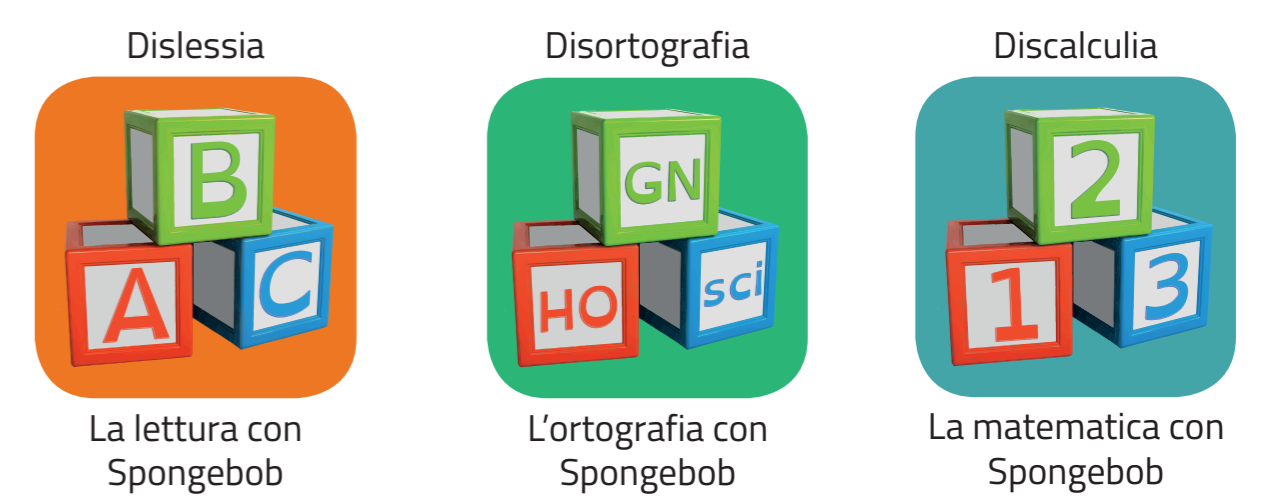 Dislessia
B
A
C
La lettura con
Spongebob
Disortografia
GN
HO
sci
L'ortografia con
Spongebob
Discalculia
2
1
3
La matematica con
Spongebob